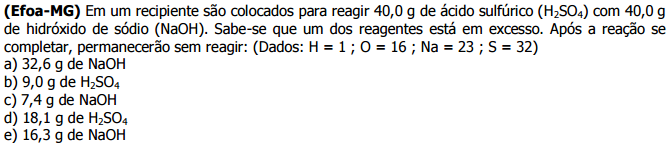 (Efoa-MG) Em um recipiente são colocados para reagir 40,0 g de ácido sulfúrico (H₂SO₄) com 40,0 g
de hidróxido de sódio (NaOH). Sabe-se que um dos reagentes está em excesso. Após a reação se
completar, permanecerão sem reagir: (Dados: H = 1 ; O = 16 ; Na = 23 ; S = 32)
a) 32,6 g de NaOH
b) 9,0 g de H₂SO₄
c) 7,4 g de NaOH
d) 18,1 g de H₂SO₄
e) 16,3 g de NaOH